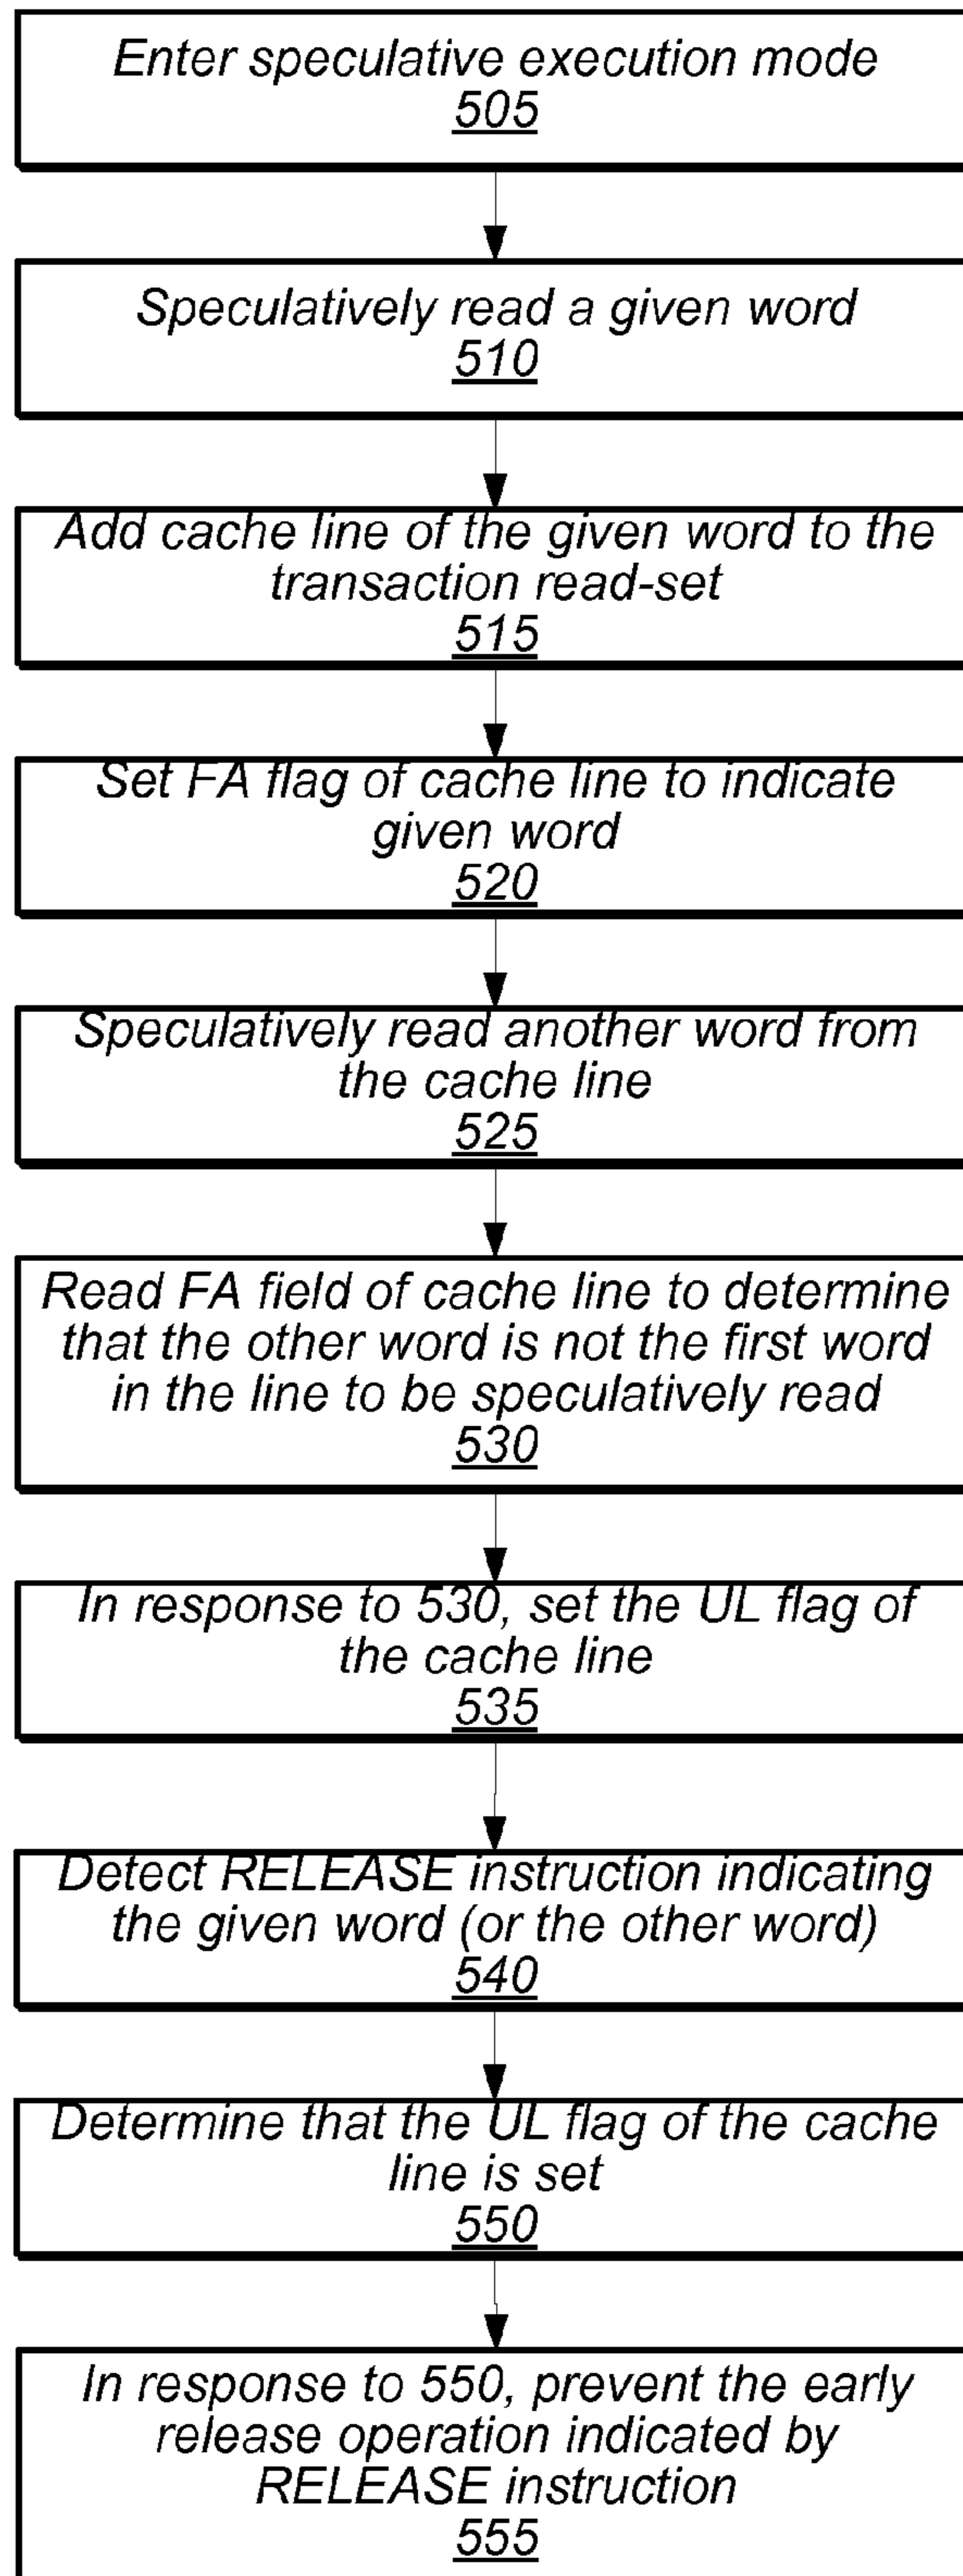 Enter speculative execution mode
505
Speculatively read a given word
510
Add cache line of the given word to the
transaction read-set
515
Set FA flag of cache line to indicate
given word
520
Speculatively read another word from
the cache line
525
Read FA field of cache line to determine
that the other word is not the first word
in the line to be speculatively read
530
In response to 530, set the UL flag of
the cache line
535
Detect RELEASE instruction indicating
the given word (or the other word)
540
Determine that the UL flag of the cache
line is set
550
In response to 550, prevent the early
release operation indicated by
RELEASE instruction
555